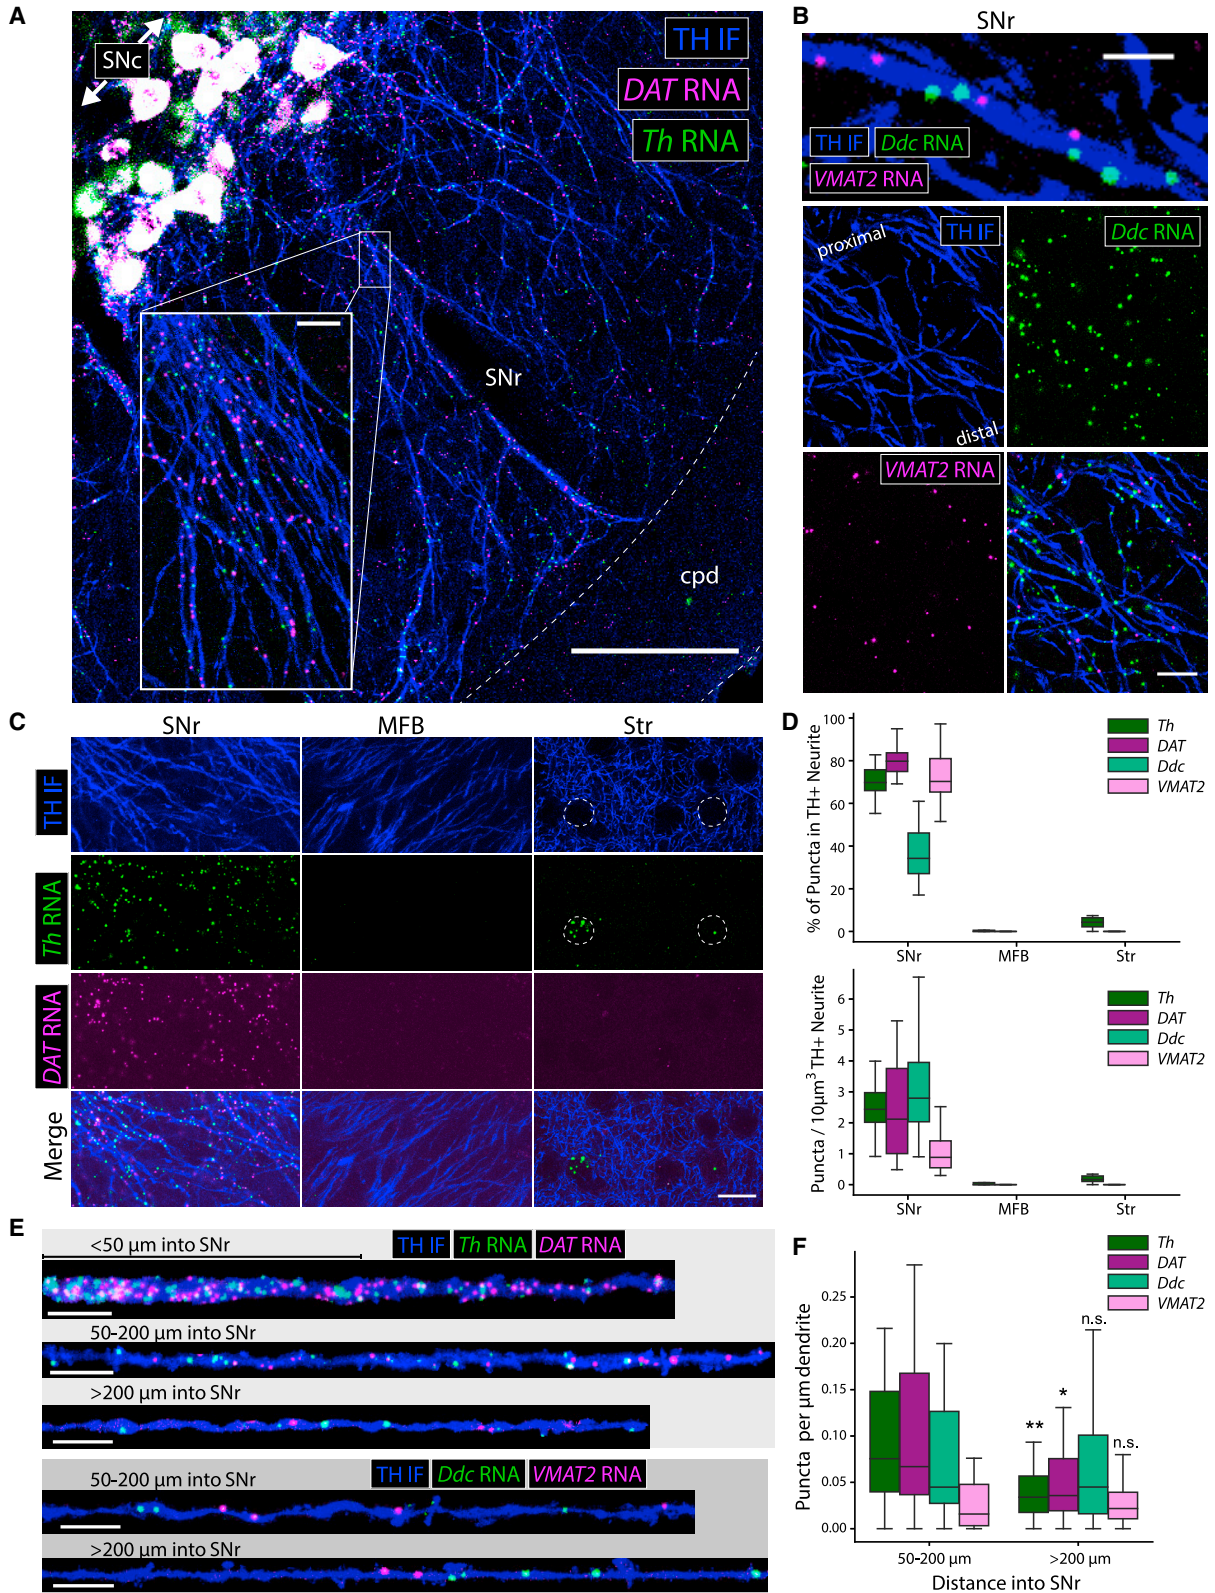 A
SNc
TH IF
DAT RNA
Th RNA
SNr
cpd
B
SNr
TH IF
Ddc RNA
VMAT2 RNA
proximal
TH IF
distal
Ddc RNA
VMAT2 RNA
C
SNr
MFB
Str
TH IF
Th RNA
DAT RNA
Merge
D
% of Puncta in TH+ Neurite
100
80
60
40
20
0
SNr
MFB
Str
Th
DAT
Ddc
VMAT2
Puncta / 10µm³ TH+ Neurite
6
5
4
3
2
1
0
SNr
MFB
Str
Th
DAT
Ddc
VMAT2
E
<50 µm into SNr
TH IF
Th RNA
DAT RNA
50-200 µm into SNr
>200 µm into SNr
50-200 µm into SNr
TH IF
Ddc RNA
VMAT2 RNA
>200 µm into SNr
F
Th
DAT
Ddc
VMAT2
Puncta per µm dendrite
0.25
0.20
0.15
0.10
0.05
0.00
**
*
n.s.
n.s.
50-200 µm
>200 µm
Distance into SNr